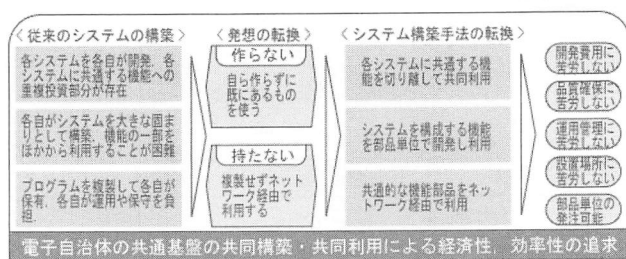 <従来のシステムの構築>
各システムを各自が開発，各
システムに共通する機能への
重複投資部分が存在
各自がシステムを大きな固ま
りとして構築，機能の一部を
ほかから利用することが困難
プログラムを複製して各自が
保有，各自が運用や保守を負
担
<発想の転換>
作らない
自ら作らずに
既にあるもの
を使う
持たない
複製せずネット
ワーク経由で
利用する
<システム構築手法の転換>
各システムに共通する機
能を切り離して共同利用
システムを構成する機能
を部品単位で開発し利用
共通的な機能部品をネッ
トワーク経由で利用
開発費用に
苦労しない
品質確保に
苦労しない
運用管理に
苦労しない
設置場所に
苦労しない
部品単位の
発注可能
電子自治体の共通基盤の共同構築・共同利用による経済性，効率性の追求